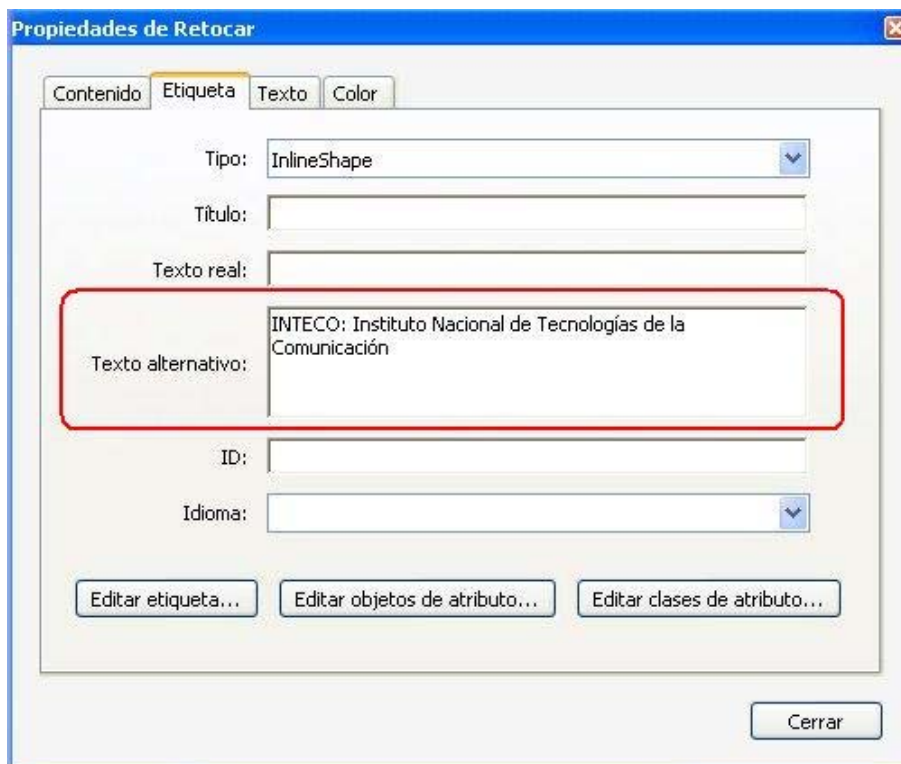 Propiedades de Retocar
Contenido Etiqueta Texto Color
Tipo: InlineShape
Título:
Texto real:
INTECO: Instituto Nacional de Tecnologías de la
Comunicación
Texto alternativo:
ID:
Idioma:
Editar etiqueta... Editar objetos de atributo... Editar clases de atributo...
Cerrar